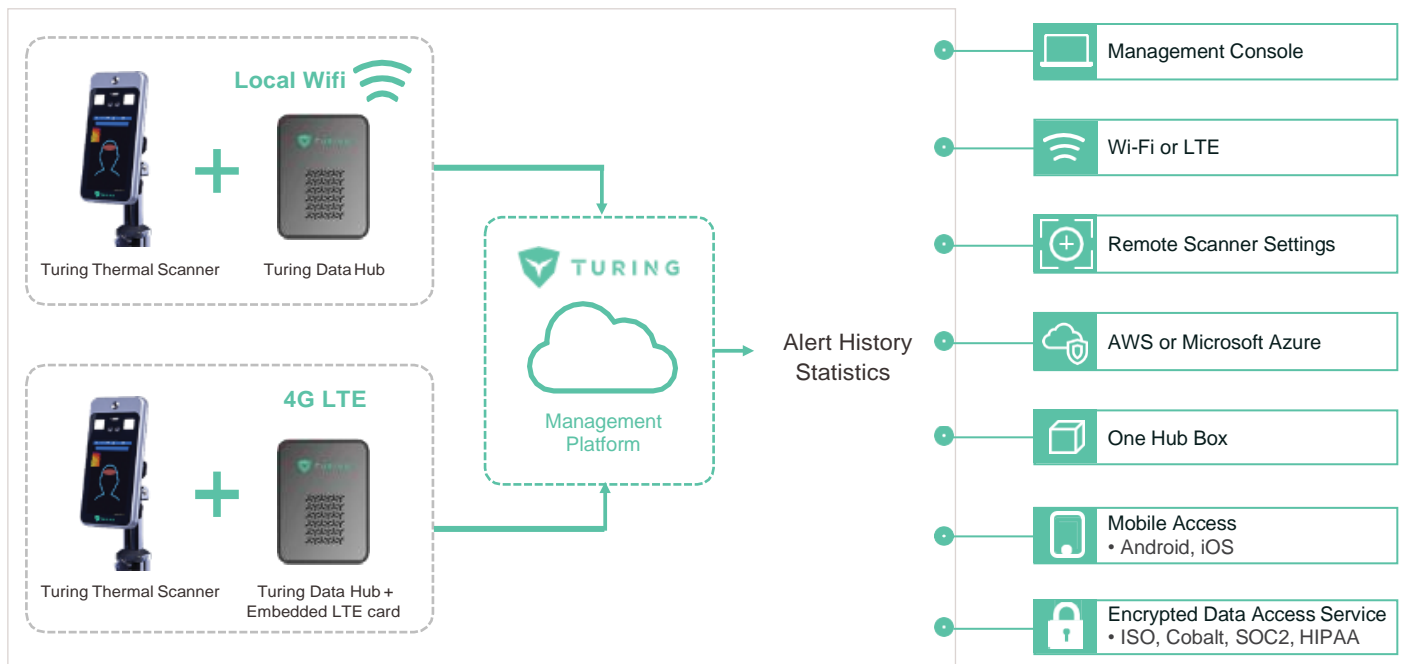 Local Wifi
TURING
Turing Thermal Scanner
Turing Data Hub
4G LTE
TURING
Turing Thermal Scanner
Turing Data Hub +
Embedded LTE card
TURING
Management
Platform
Alert History
Statistics
Management Console
Wi-Fi or LTE
Remote Scanner Settings
AWS or Microsoft Azure
One Hub Box
Mobile Access
• Android, iOS
Encrypted Data Access Service
• ISO, Cobalt, SOC2, HIPAA